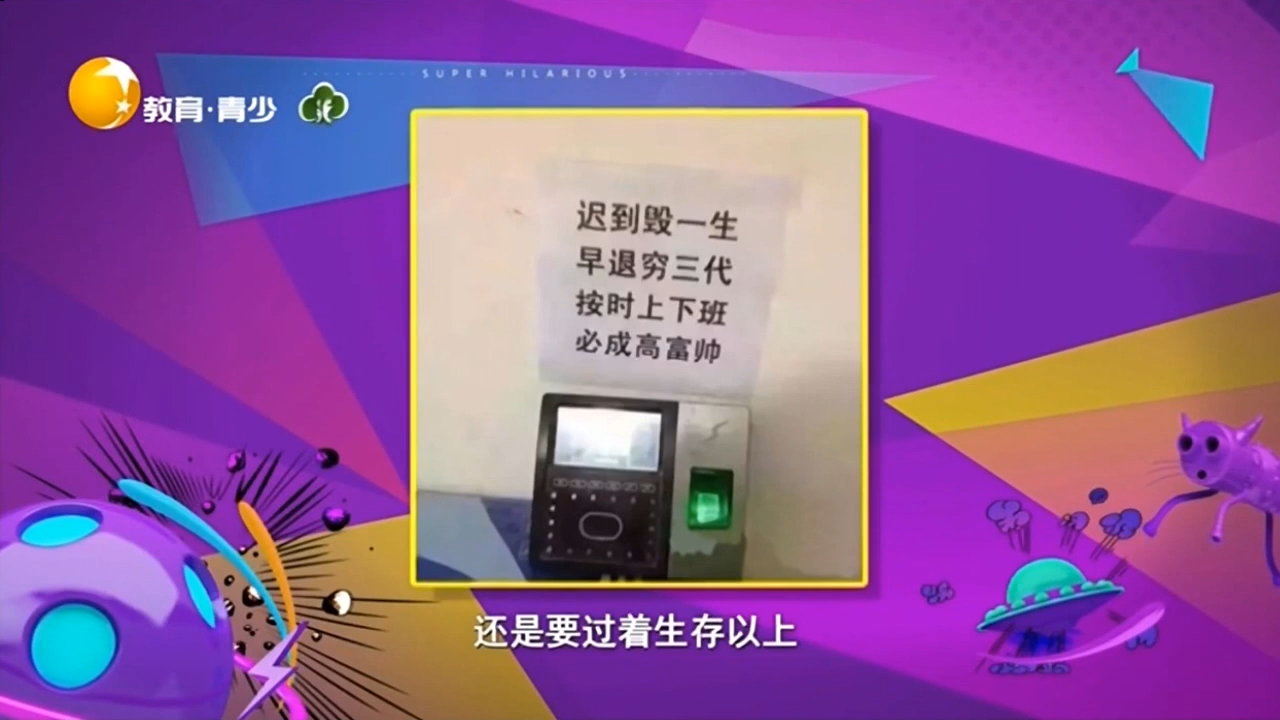 SUPER HILARIOUS
教育·青少
迟到毁一生
早退穷三代
按时上下班
必成高富帅
还是要过着生存以上